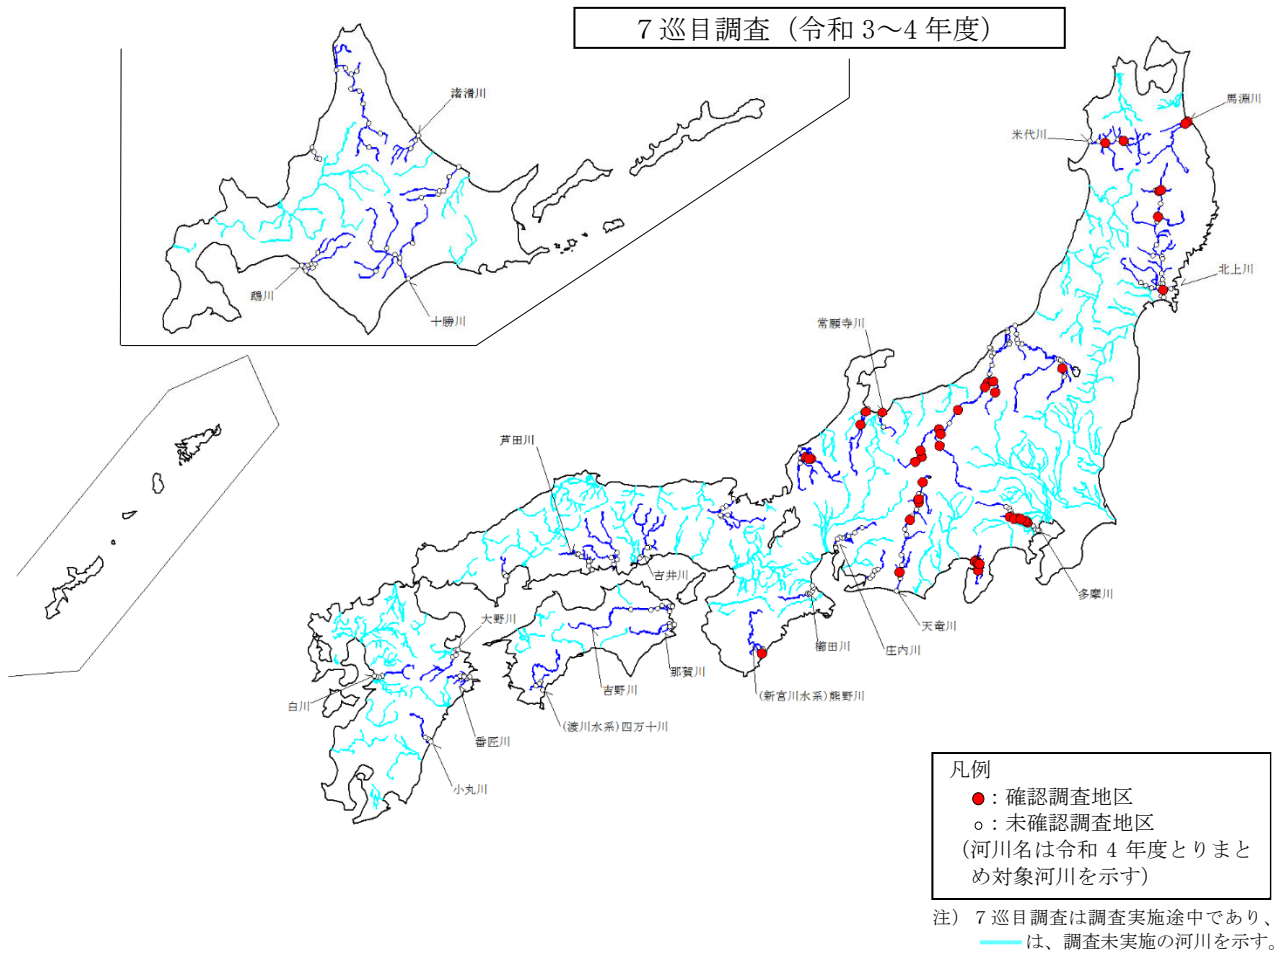 ７巡目調査（令和 3～4 年度）
渚滑川
馬淵川
米代川
北上川
鵡川
十勝川
常願寺川
芦田川
吉井川
多摩川
大野川
天竜川
櫛田川
庄内川
那賀川
白川
吉野川
(新宮川水系)熊野川
(渡川水系)四万十川
番匠川
小丸川
凡例
：確認調査地区
：未確認調査地区
（河川名は令和 4 年度とりまと
め対象河川を示す）
注） 7 巡目調査は調査実施途中であり、
は、調査未実施の河川を示す。